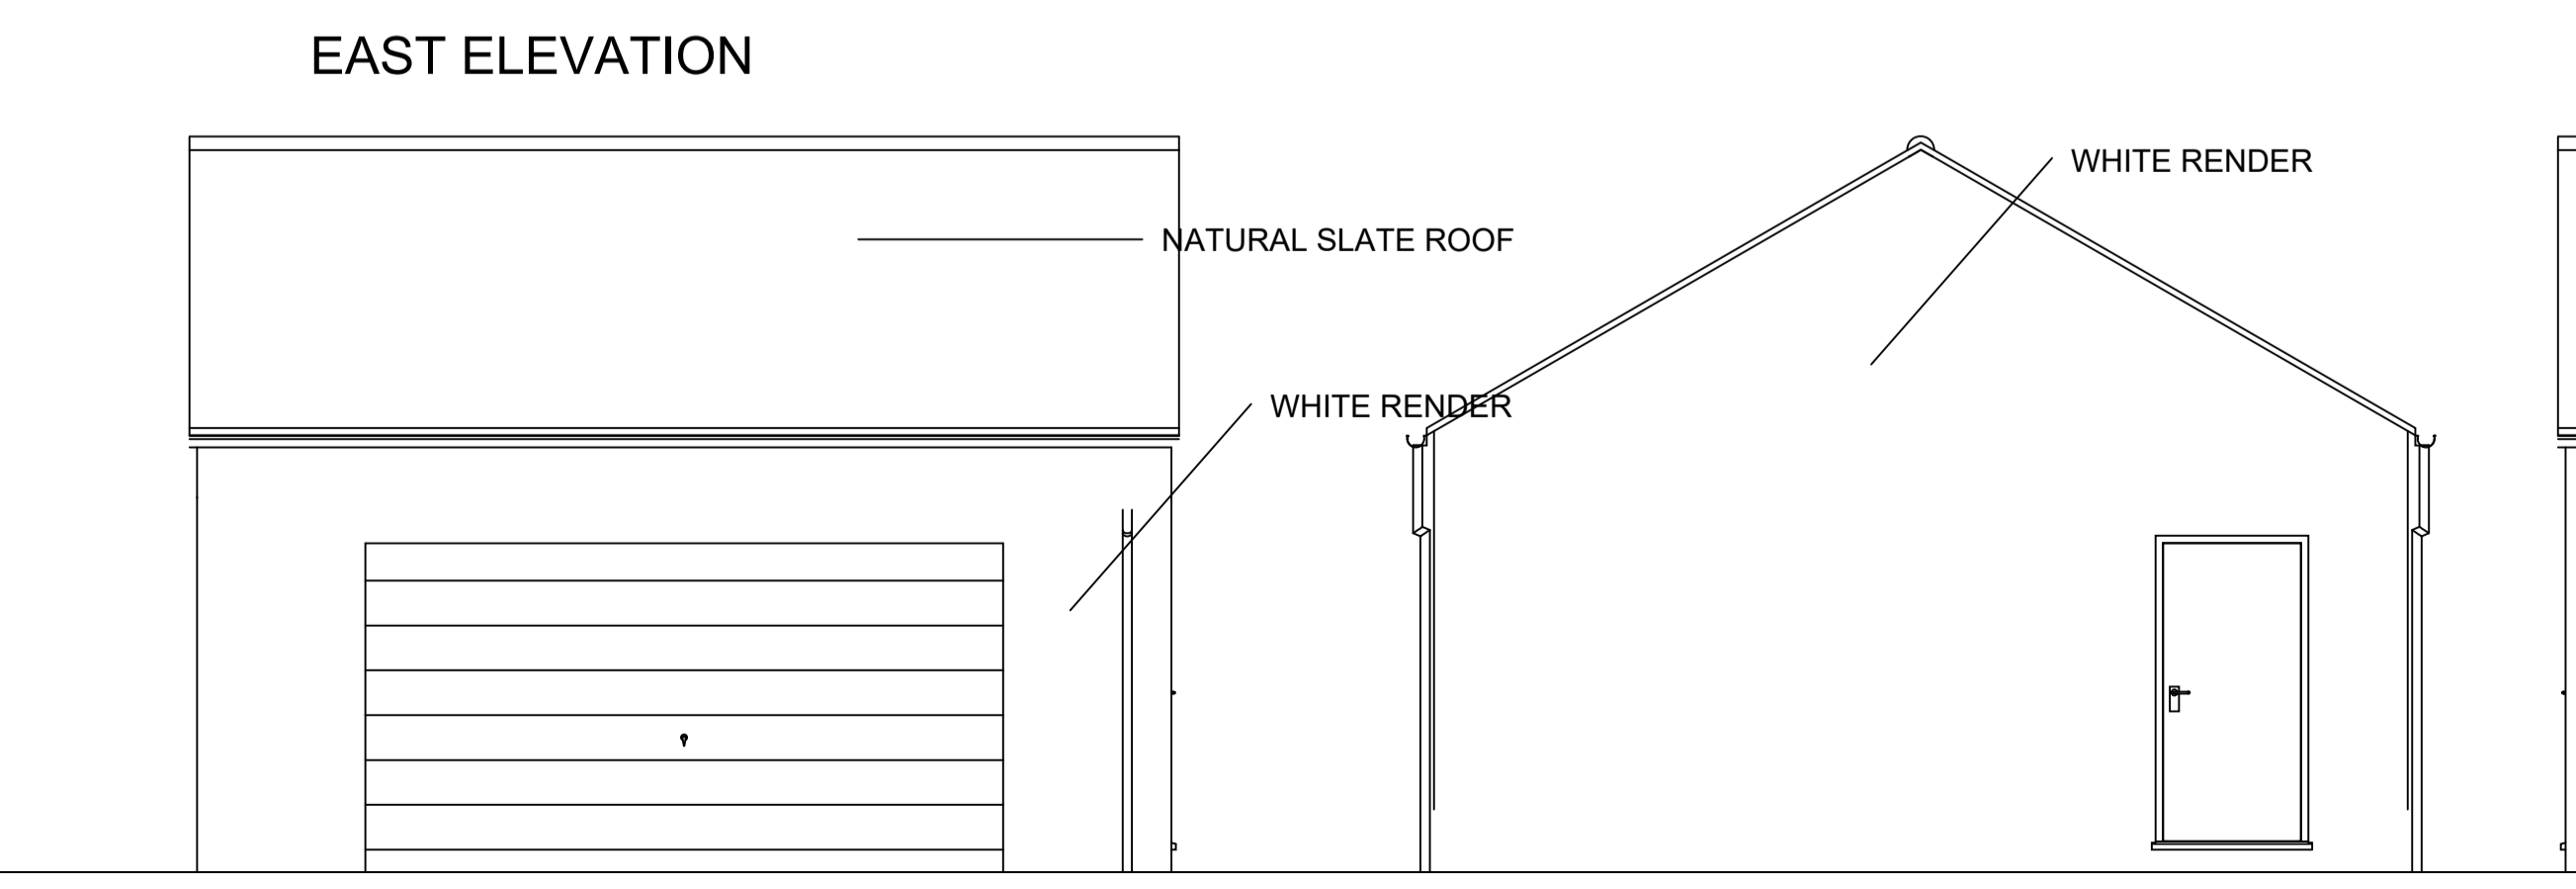 EAST ELEVATION
WHITE RENDER
NATURAL SLATE ROOF
WHITE RENDER